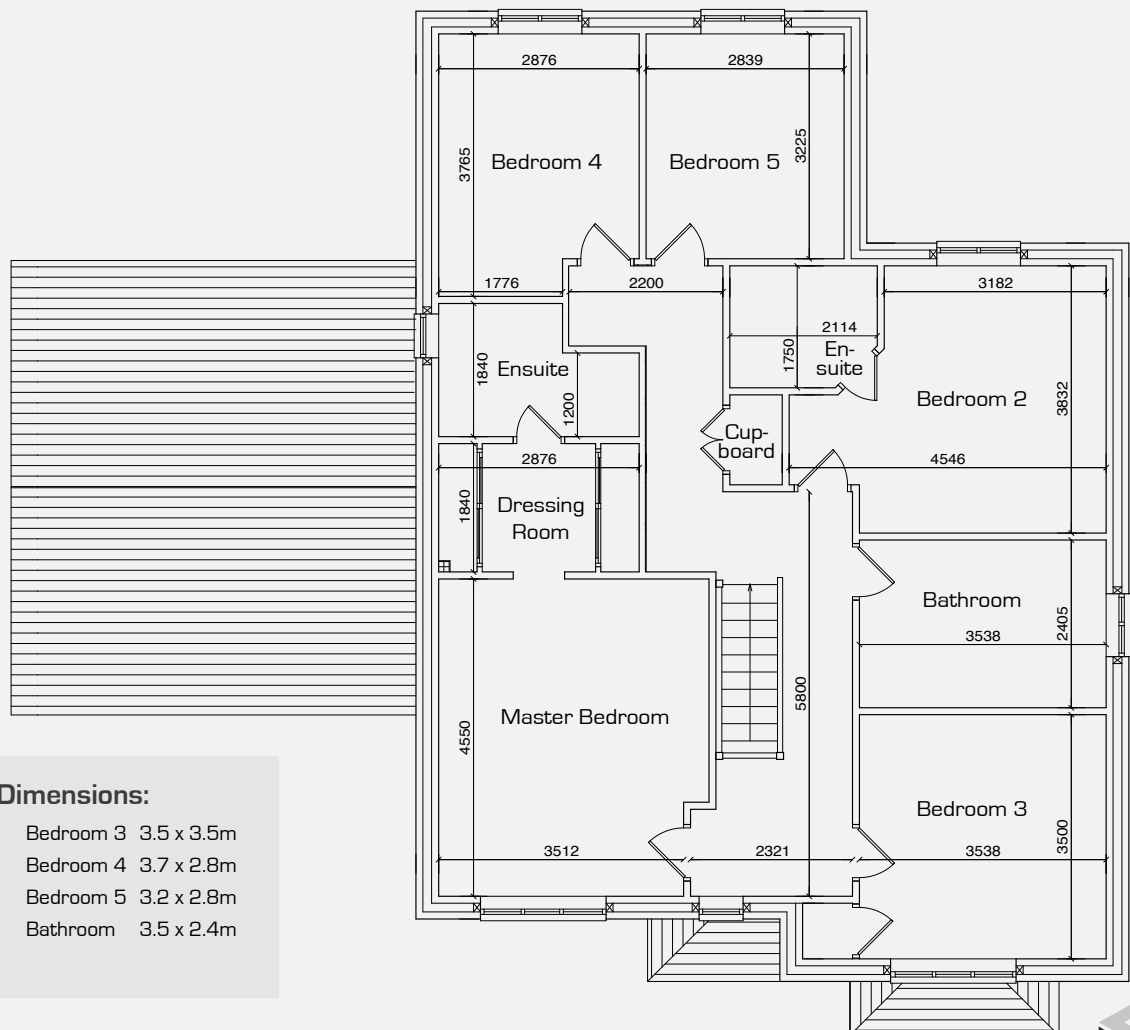 2876
2839
3765
Bedroom 4
Bedroom 5
3225
1776
2200
3182
2114
1750
En-
suite
1840
Ensuite
1200
Bedroom 2
3832
Cup-
board
2876
4546
1840
Dressing
Room
Bathroom
2405
3538
5800
4550
Master Bedroom
Bedroom 3
3500
3512
2321
3538
Dimensions:
Bedroom 3 3.5 x 3.5m
Bedroom 4 3.7 x 2.8m
Bedroom 5 3.2 x 2.8m
Bathroom 3.5 x 2.4m